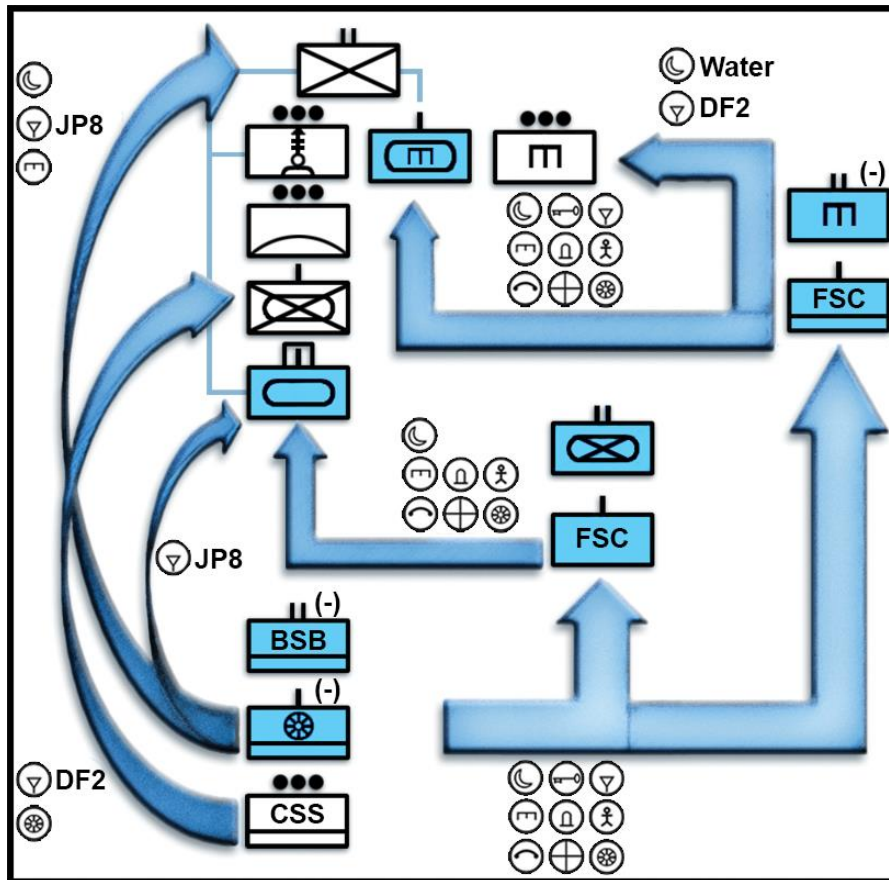 Water
JP8
DF2
(-)
FSC
FSC
JP8
(-)
BSB
(-)
DF2
CSS